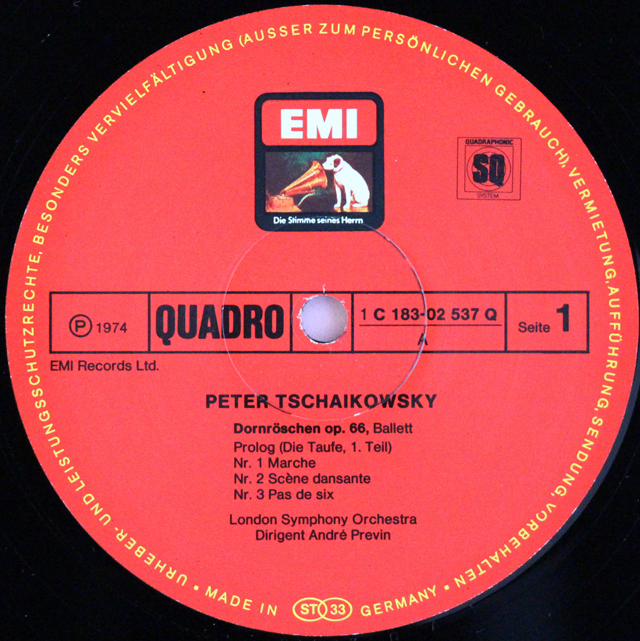 URHEBER- UND LEISTUNGSSCHUTZRECHTE, BESONDERS VERVIELFÄLTIGUNG (AUSSER ZUM PERSÖNLICHEN GEBRAUCH), VERMIETUNG, AUFFÜHRUNG, SENDUNG, VORBEHALTEN
EMI
Die Stimme seines Herrn
QUADRAPHONIC
SQ
SYSTEM
℗ 1974
QUADRO
1 C 183-02 537 Q
A
Seite 1
EMI Records Ltd.
PETER TSCHAIKOWSKY
Dornröschen op. 66, Ballett
Prolog (Die Taufe, 1. Teil)
Nr. 1 Marche
Nr. 2 Scène dansante
Nr. 3 Pas de six
London Symphony Orchestra
Dirigent André Previn
• MADE IN ST 33 GERMANY •